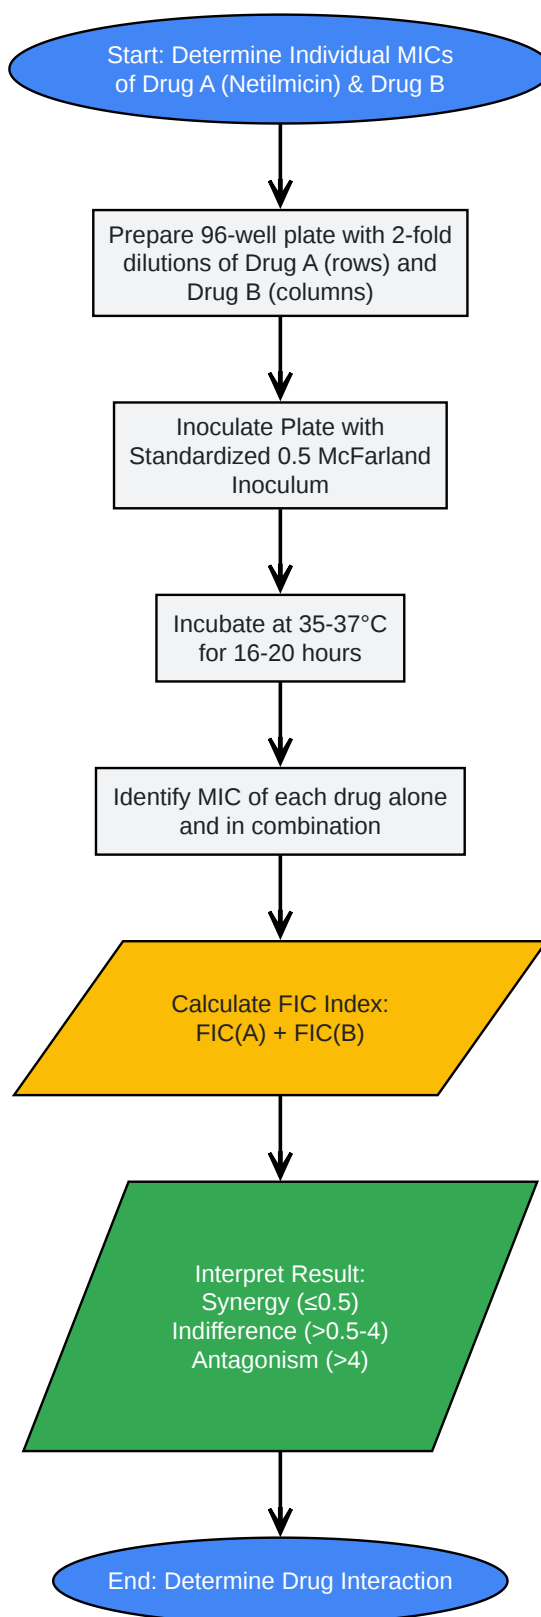 Start: Determine Individual MICs
of Drug A (Netilmicin) & Drug B
Prepare 96-well plate with 2-fold
dilutions of Drug A (rows) and
Drug B (columns)
Inoculate Plate with
Standardized 0.5 McFarland
Inoculum
Incubate at 35-37°C
for 16-20 hours
Identify MIC of each drug alone
and in combination
Calculate FIC Index:
FIC(A) + FIC(B)
Interpret Result:
Synergy (≤0.5)
Indifference (>0.5-4)
Antagonism (>4)
End: Determine Drug Interaction